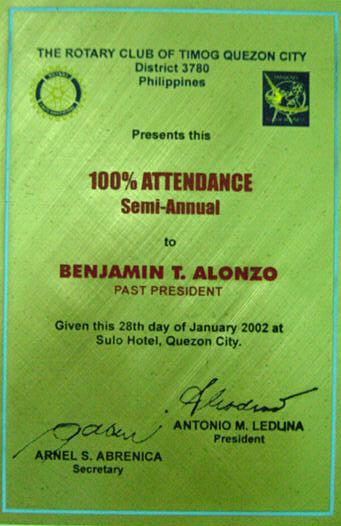 THE ROTARY CLUB OF TIMOG QUEZON CITY
District 3780
Philippines
Presents this
100% ATTENDANCE
Semi-Annual
to
BENJAMIN T. ALONZO
PAST PRESIDENT
Given this 28th day of January 2002 at
Sulo Hotel, Quezon City.
ANTONIO M. LEDUNA
President
ARNEL S. ABRENICA
Secretary